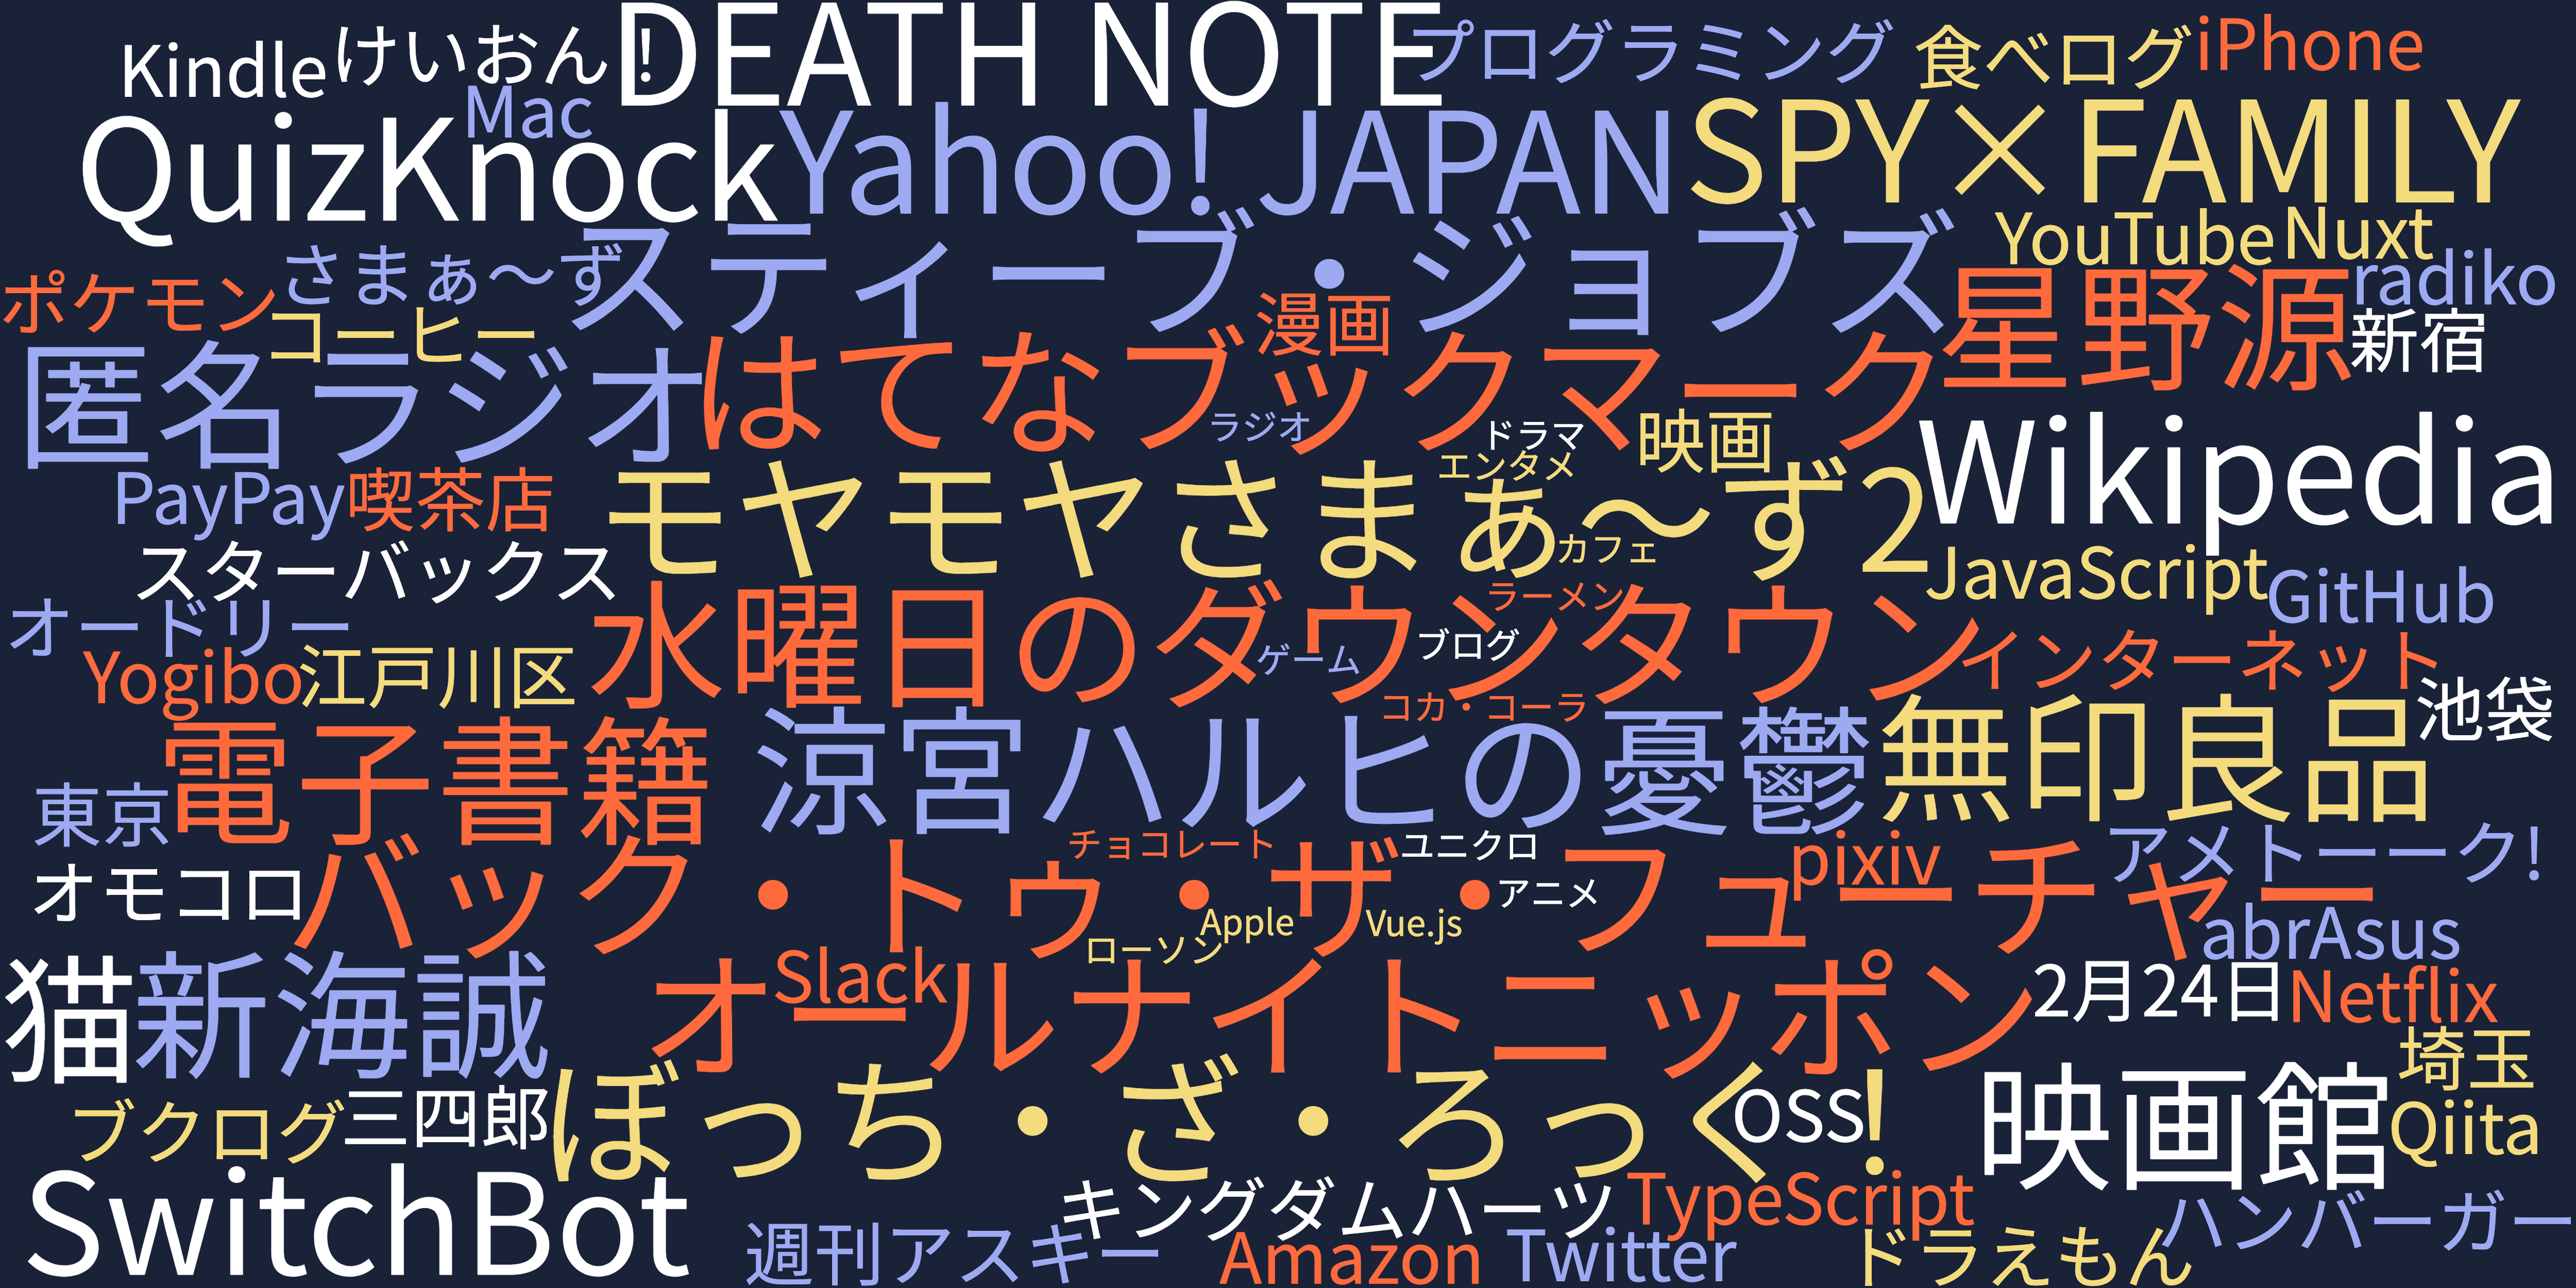 DEATH NOTE
Kindle
けいおん!
プログラミング
食べログ
iPhone
Mac
QuizKnock
Yahoo! JAPAN
SPY×FAMILY
YouTube
Nuxt
スティーブ・ジョブズ
さまぁ〜ず
ポケモン
コーヒー
漫画
星野源
radiko
新宿
匿名ラジオ
はてなブックマーク
ラジオ
ドラマ
映画
エンタメ
Wikipedia
PayPay
喫茶店
モヤモヤさまぁ〜ず2
カフェ
スターバックス
JavaScript
GitHub
オードリー
水曜日のダウンタウン
ラーメン
ブログ
ゲーム
インターネット
Yogibo
江戸川区
池袋
コカ・コーラ
電子書籍
涼宮ハルヒの憂鬱
無印良品
東京
チョコレート
ユニクロ
pixiv
アメトーーク!
オモコロ
バック・トゥ・ザ・フューチャー
アニメ
Apple
Vue.js
abrAsus
ローソン
猫
新海誠
Slack
オールナイトニッポン
2月24日
Netflix
埼玉
ぼっち・ざ・ろっく!
OSS
映画館
ブクログ
三四郎
Qiita
SwitchBot
キングダムハーツ
TypeScript
ハンバーガー
週刊アスキー
Amazon
Twitter
ドラえもん